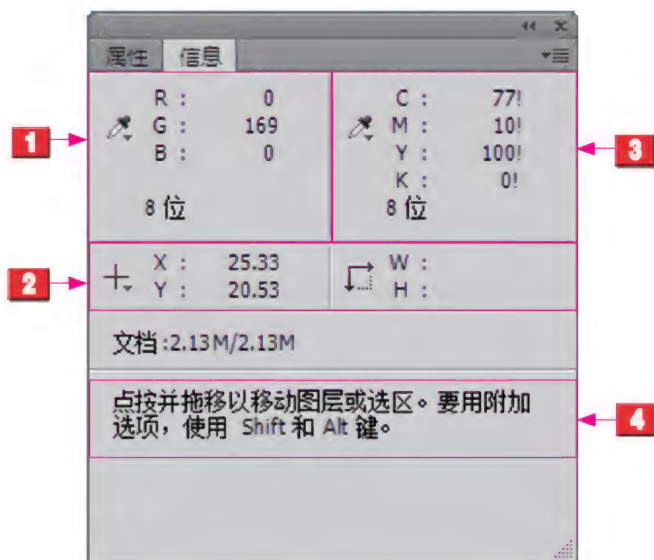 属性 信息
R : 0
G : 169
B : 0
8 位
C : 77!
M : 10!
Y : 100!
K : 0!
8 位
1
3
X : 25.33
Y : 20.53
W :
H :
2
文档:2.13M/2.13M
点按并拖移以移动图层或选区。要用附加
选项，使用 Shift 和 Alt 键。
4